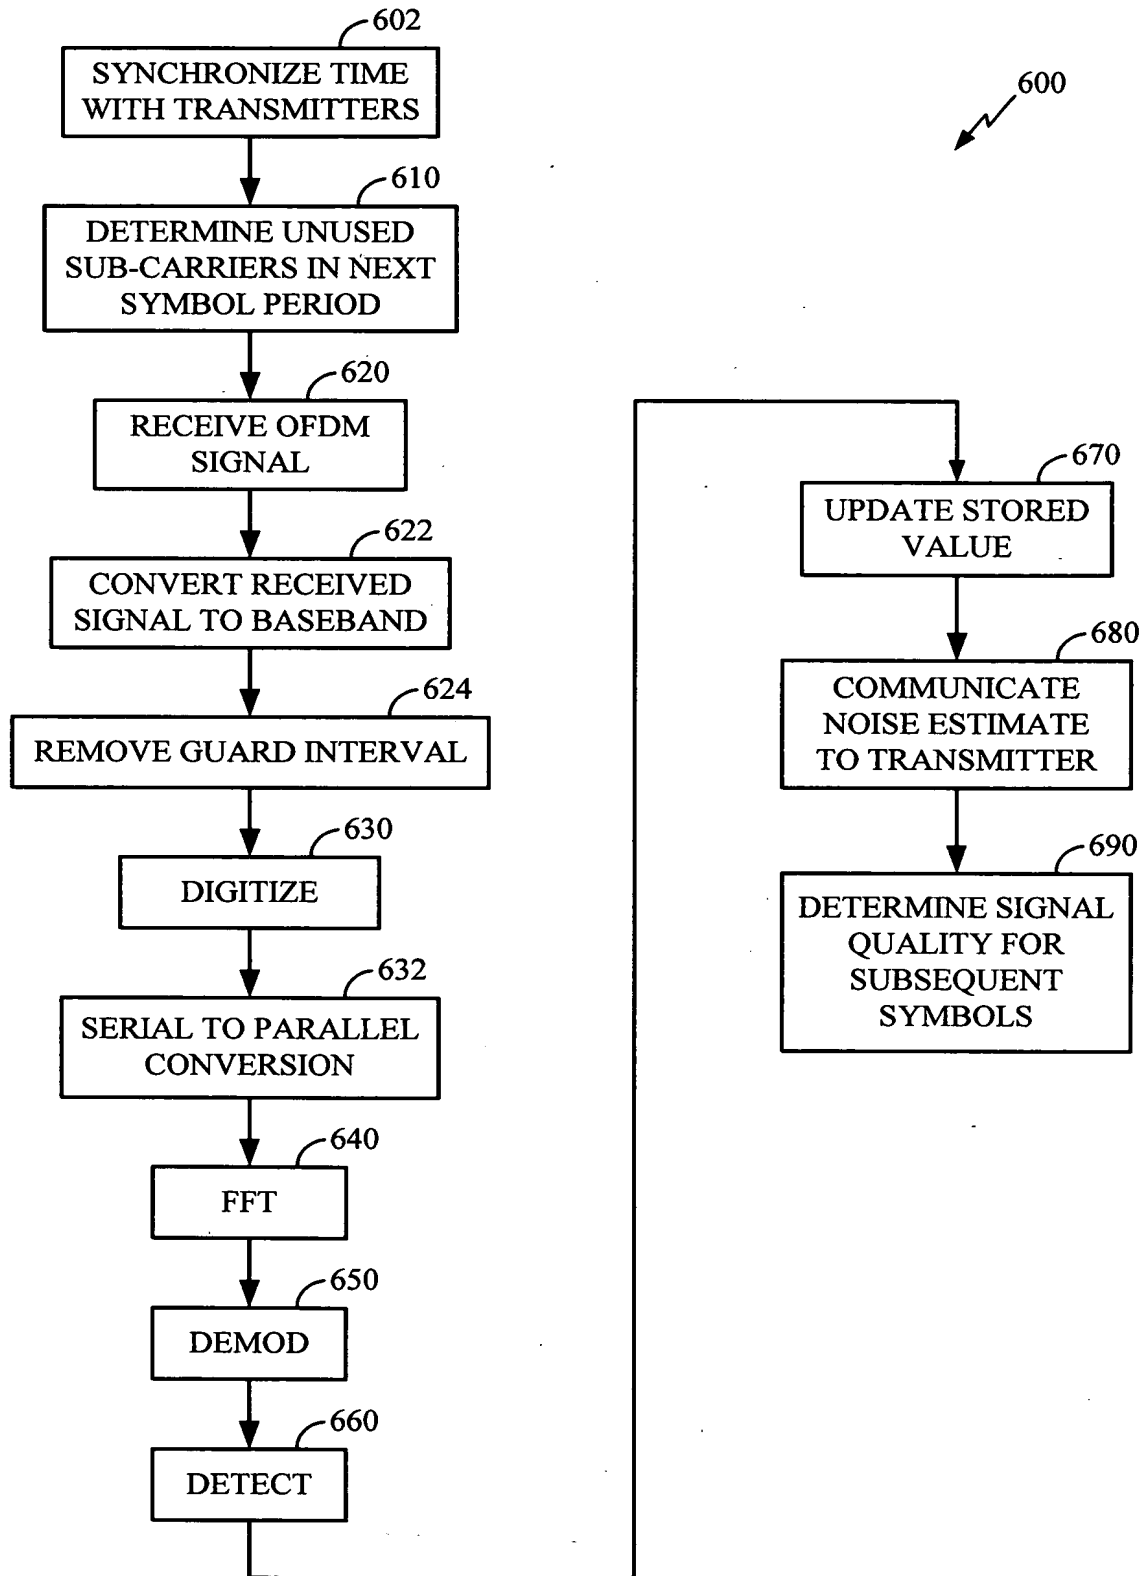 602
SYNCHRONIZE TIME
WITH TRANSMITTERS
600
610
DETERMINE UNUSED
SUB-CARRIERS IN NEXT
SYMBOL PERIOD
620
RECEIVE OFDM
SIGNAL
622
CONVERT RECEIVED
SIGNAL TO BASEBAND
624
REMOVE GUARD INTERVAL
630
DIGITIZE
632
SERIAL TO PARALLEL
CONVERSION
640
FFT
650
DEMOD
660
DETECT
670
UPDATE STORED
VALUE
680
COMMUNICATE
NOISE ESTIMATE
TO TRANSMITTER
690
DETERMINE SIGNAL
QUALITY FOR
SUBSEQUENT
SYMBOLS